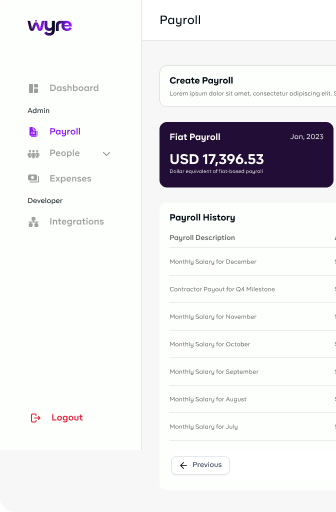 wyre
Dashboard
Admin
Payroll
People
Expenses
Developer
Integrations
Logout
Payroll
Create Payroll
Lorem ipsum dolor sit amet, consectetur adipiscing elit.
Fiat Payroll
Jan, 2023
USD 17,396.53
Dollar equivalent of fiat-based payroll
Payroll History
Payroll Description
Monthly Salary for December
Contractor Payout for Q4 Milestone
Monthly Salary for November
Monthly Salary for October
Monthly Salary for September
Monthly Salary for August
Monthly Salary for July
Previous